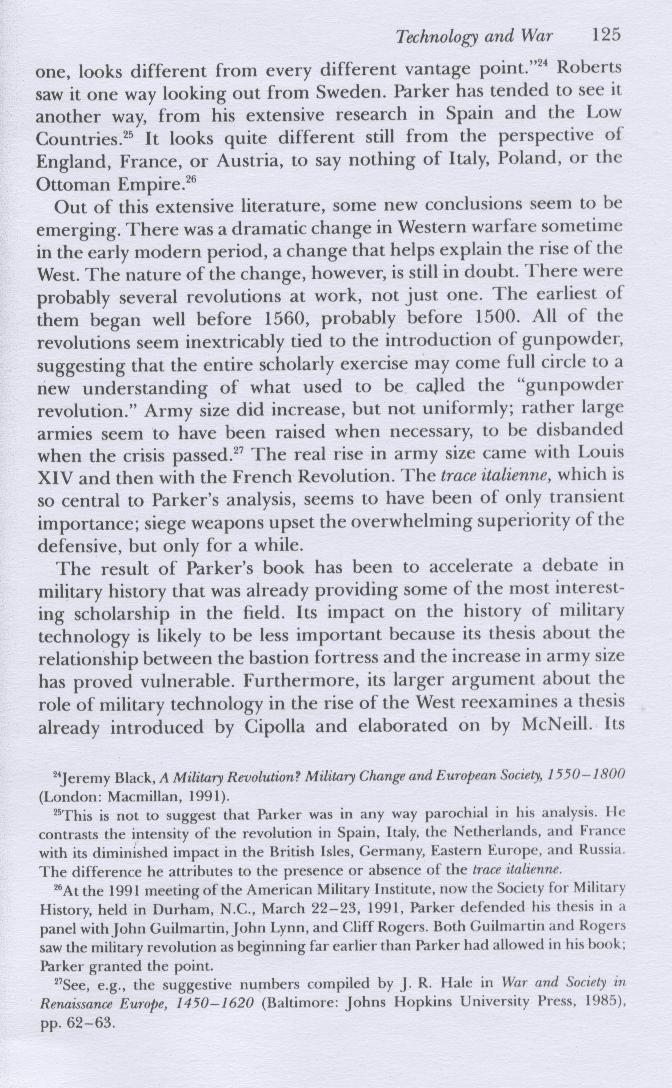 Technology and War 125
one, looks different from every different vantage point."²⁴ Roberts
saw it one way looking out from Sweden. Parker has tended to see it
another way, from his extensive research in Spain and the Low
Countries.²⁵ It looks quite different still from the perspective of
England, France, or Austria, to say nothing of Italy, Poland, or the
Ottoman Empire.²⁶
Out of this extensive literature, some new conclusions seem to be
emerging. There was a dramatic change in Western warfare sometime
in the early modern period, a change that helps explain the rise of the
West. The nature of the change, however, is still in doubt. There were
probably several revolutions at work, not just one. The earliest of
them began well before 1560, probably before 1500. All of the
revolutions seem inextricably tied to the introduction of gunpowder,
suggesting that the entire scholarly exercise may come full circle to a
new understanding of what used to be called the "gunpowder
revolution." Army size did increase, but not uniformly; rather large
armies seem to have been raised when necessary, to be disbanded
when the crisis passed.²⁷ The real rise in army size came with Louis
XIV and then with the French Revolution. The trace italienne, which is
so central to Parker's analysis, seems to have been of only transient
importance; siege weapons upset the overwhelming superiority of the
defensive, but only for a while.
The result of Parker's book has been to accelerate a debate in
military history that was already providing some of the most interest-
ing scholarship in the field. Its impact on the history of military
technology is likely to be less important because its thesis about the
relationship between the bastion fortress and the increase in army size
has proved vulnerable. Furthermore, its larger argument about the
role of military technology in the rise of the West reexamines a thesis
already introduced by Cipolla and elaborated on by McNeill. Its
²⁴Jeremy Black, A Military Revolution? Military Change and European Society, 1550–1800
(London: Macmillan, 1991).
²⁵This is not to suggest that Parker was in any way parochial in his analysis. He
contrasts the intensity of the revolution in Spain, Italy, the Netherlands, and France
with its diminished impact in the British Isles, Germany, Eastern Europe, and Russia.
The difference he attributes to the presence or absence of the trace italienne.
²⁶At the 1991 meeting of the American Military Institute, now the Society for Military
History, held in Durham, N.C., March 22–23, 1991, Parker defended his thesis in a
panel with John Guilmartin, John Lynn, and Cliff Rogers. Both Guilmartin and Rogers
saw the military revolution as beginning far earlier than Parker had allowed in his book;
Parker granted the point.
²⁷See, e.g., the suggestive numbers compiled by J. R. Hale in War and Society in
Renaissance Europe, 1450–1620 (Baltimore: Johns Hopkins University Press, 1985),
pp. 62–63.